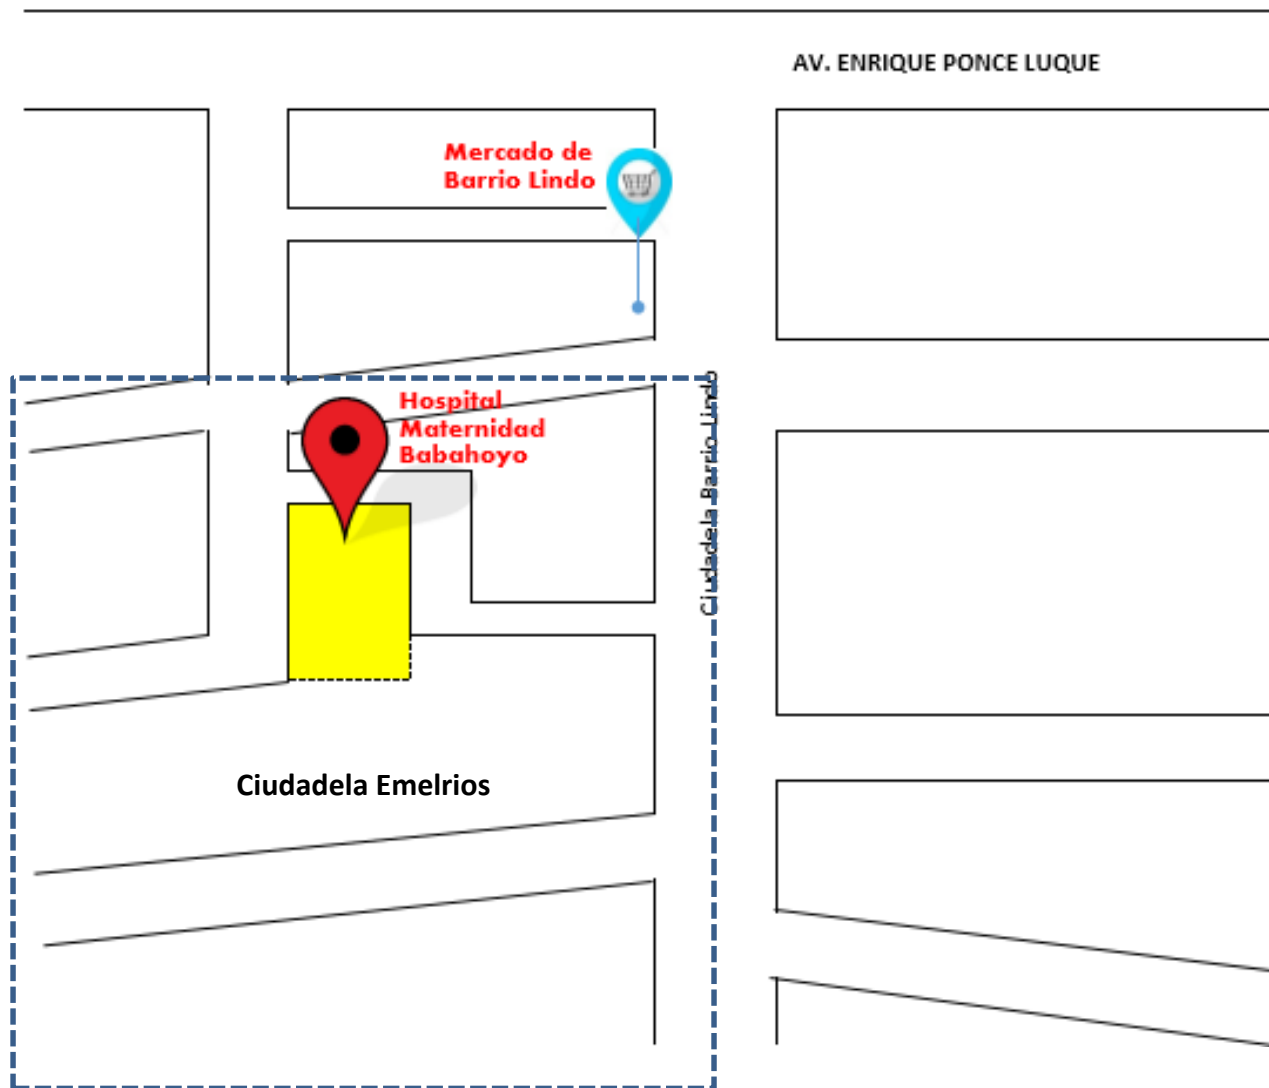 AV. ENRIQUE PONCE LUQUE
Mercado de
Barrio Lindo
Hospital
Maternidad
Babahoyo
Ciudadela Barrio Lindo
Ciudadela Emelrios